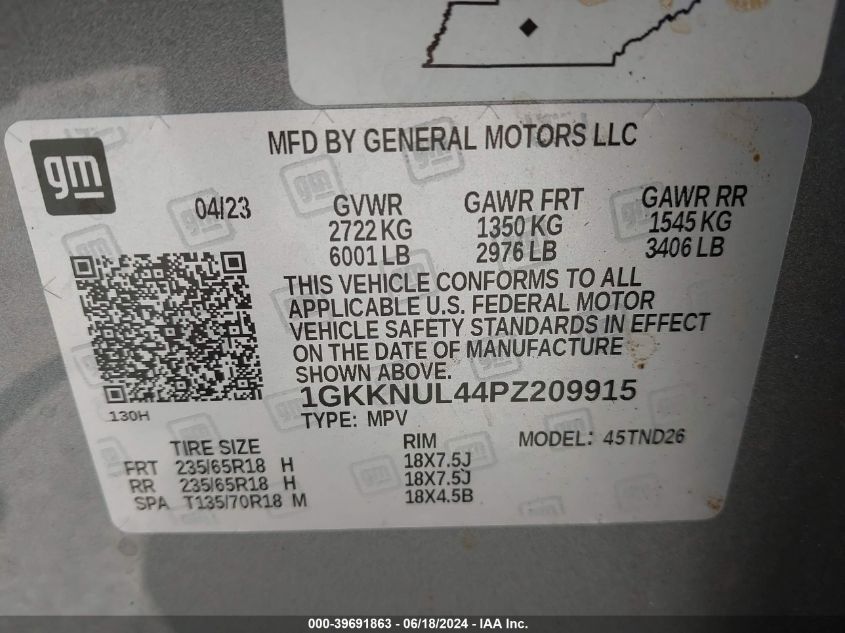 MFD BY GENERAL MOTORS LLC
gm
04/23
GVWR GAWR FRT GAWR RR
2722 KG 1350 KG 1545 KG
6001 LB 2976 LB 3406 LB
THIS VEHICLE CONFORMS TO ALL
APPLICABLE U.S. FEDERAL MOTOR
VEHICLE SAFETY STANDARDS IN EFFECT
ON THE DATE OF MANUFACTURE
SHOWN ABOVE.
1GKKNUL44PZ209915
130H
TYPE: MPV
TIRE SIZE RIM MODEL: 45TND26
FRT 235/65R18 H 18X7.5J
RR 235/65R18 H 18X7.5J
SPA T135/70R18 M 18X4.5B
000-39691863 - 06/18/2024 - IAA Inc.